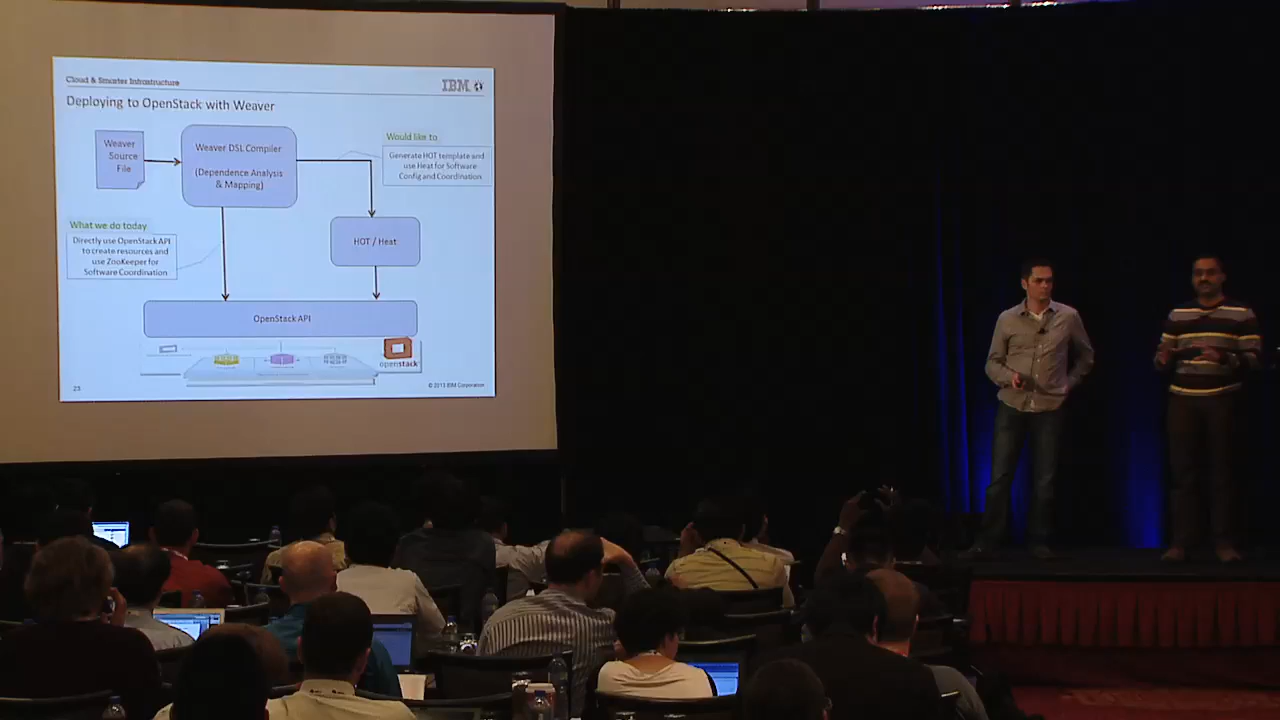 Cloud & Smarter Infrastructure
IBM
Deploying to OpenStack with Weaver
Weaver
Source
File
Weaver DSL Compiler
(Dependence Analysis
& Mapping)
Would like to
Generate HOT template and
use Heat for Software
Config and Coordination
What we do today
Directly use OpenStack API
to create resources and
use ZooKeeper for
Software Coordination
HOT / Heat
OpenStack API
openstack
© 2013 IBM Corporation